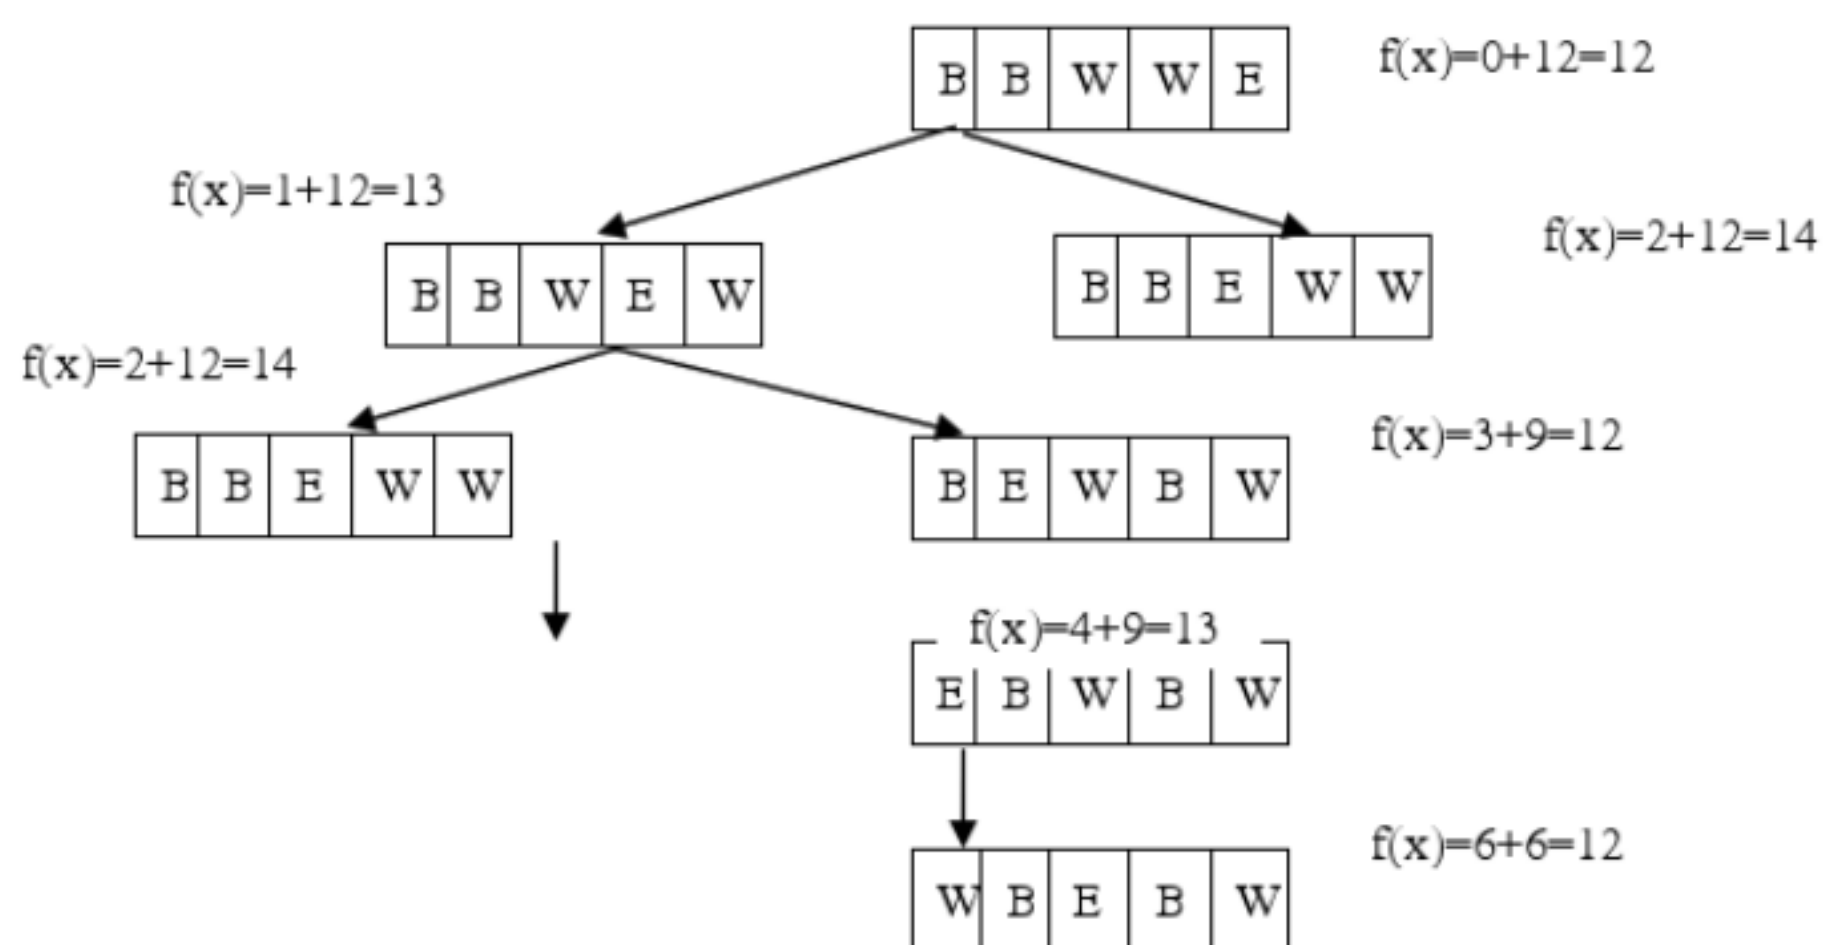 B B W W E f(x)=0+12=12
f(x)=1+12=13
B B W E W
B B E W W f(x)=2+12=14
f(x)=2+12=14
B B E W W
B E W B W f(x)=3+9=12
f(x)=4+9=13
E B W B W
W B E B W f(x)=6+6=12